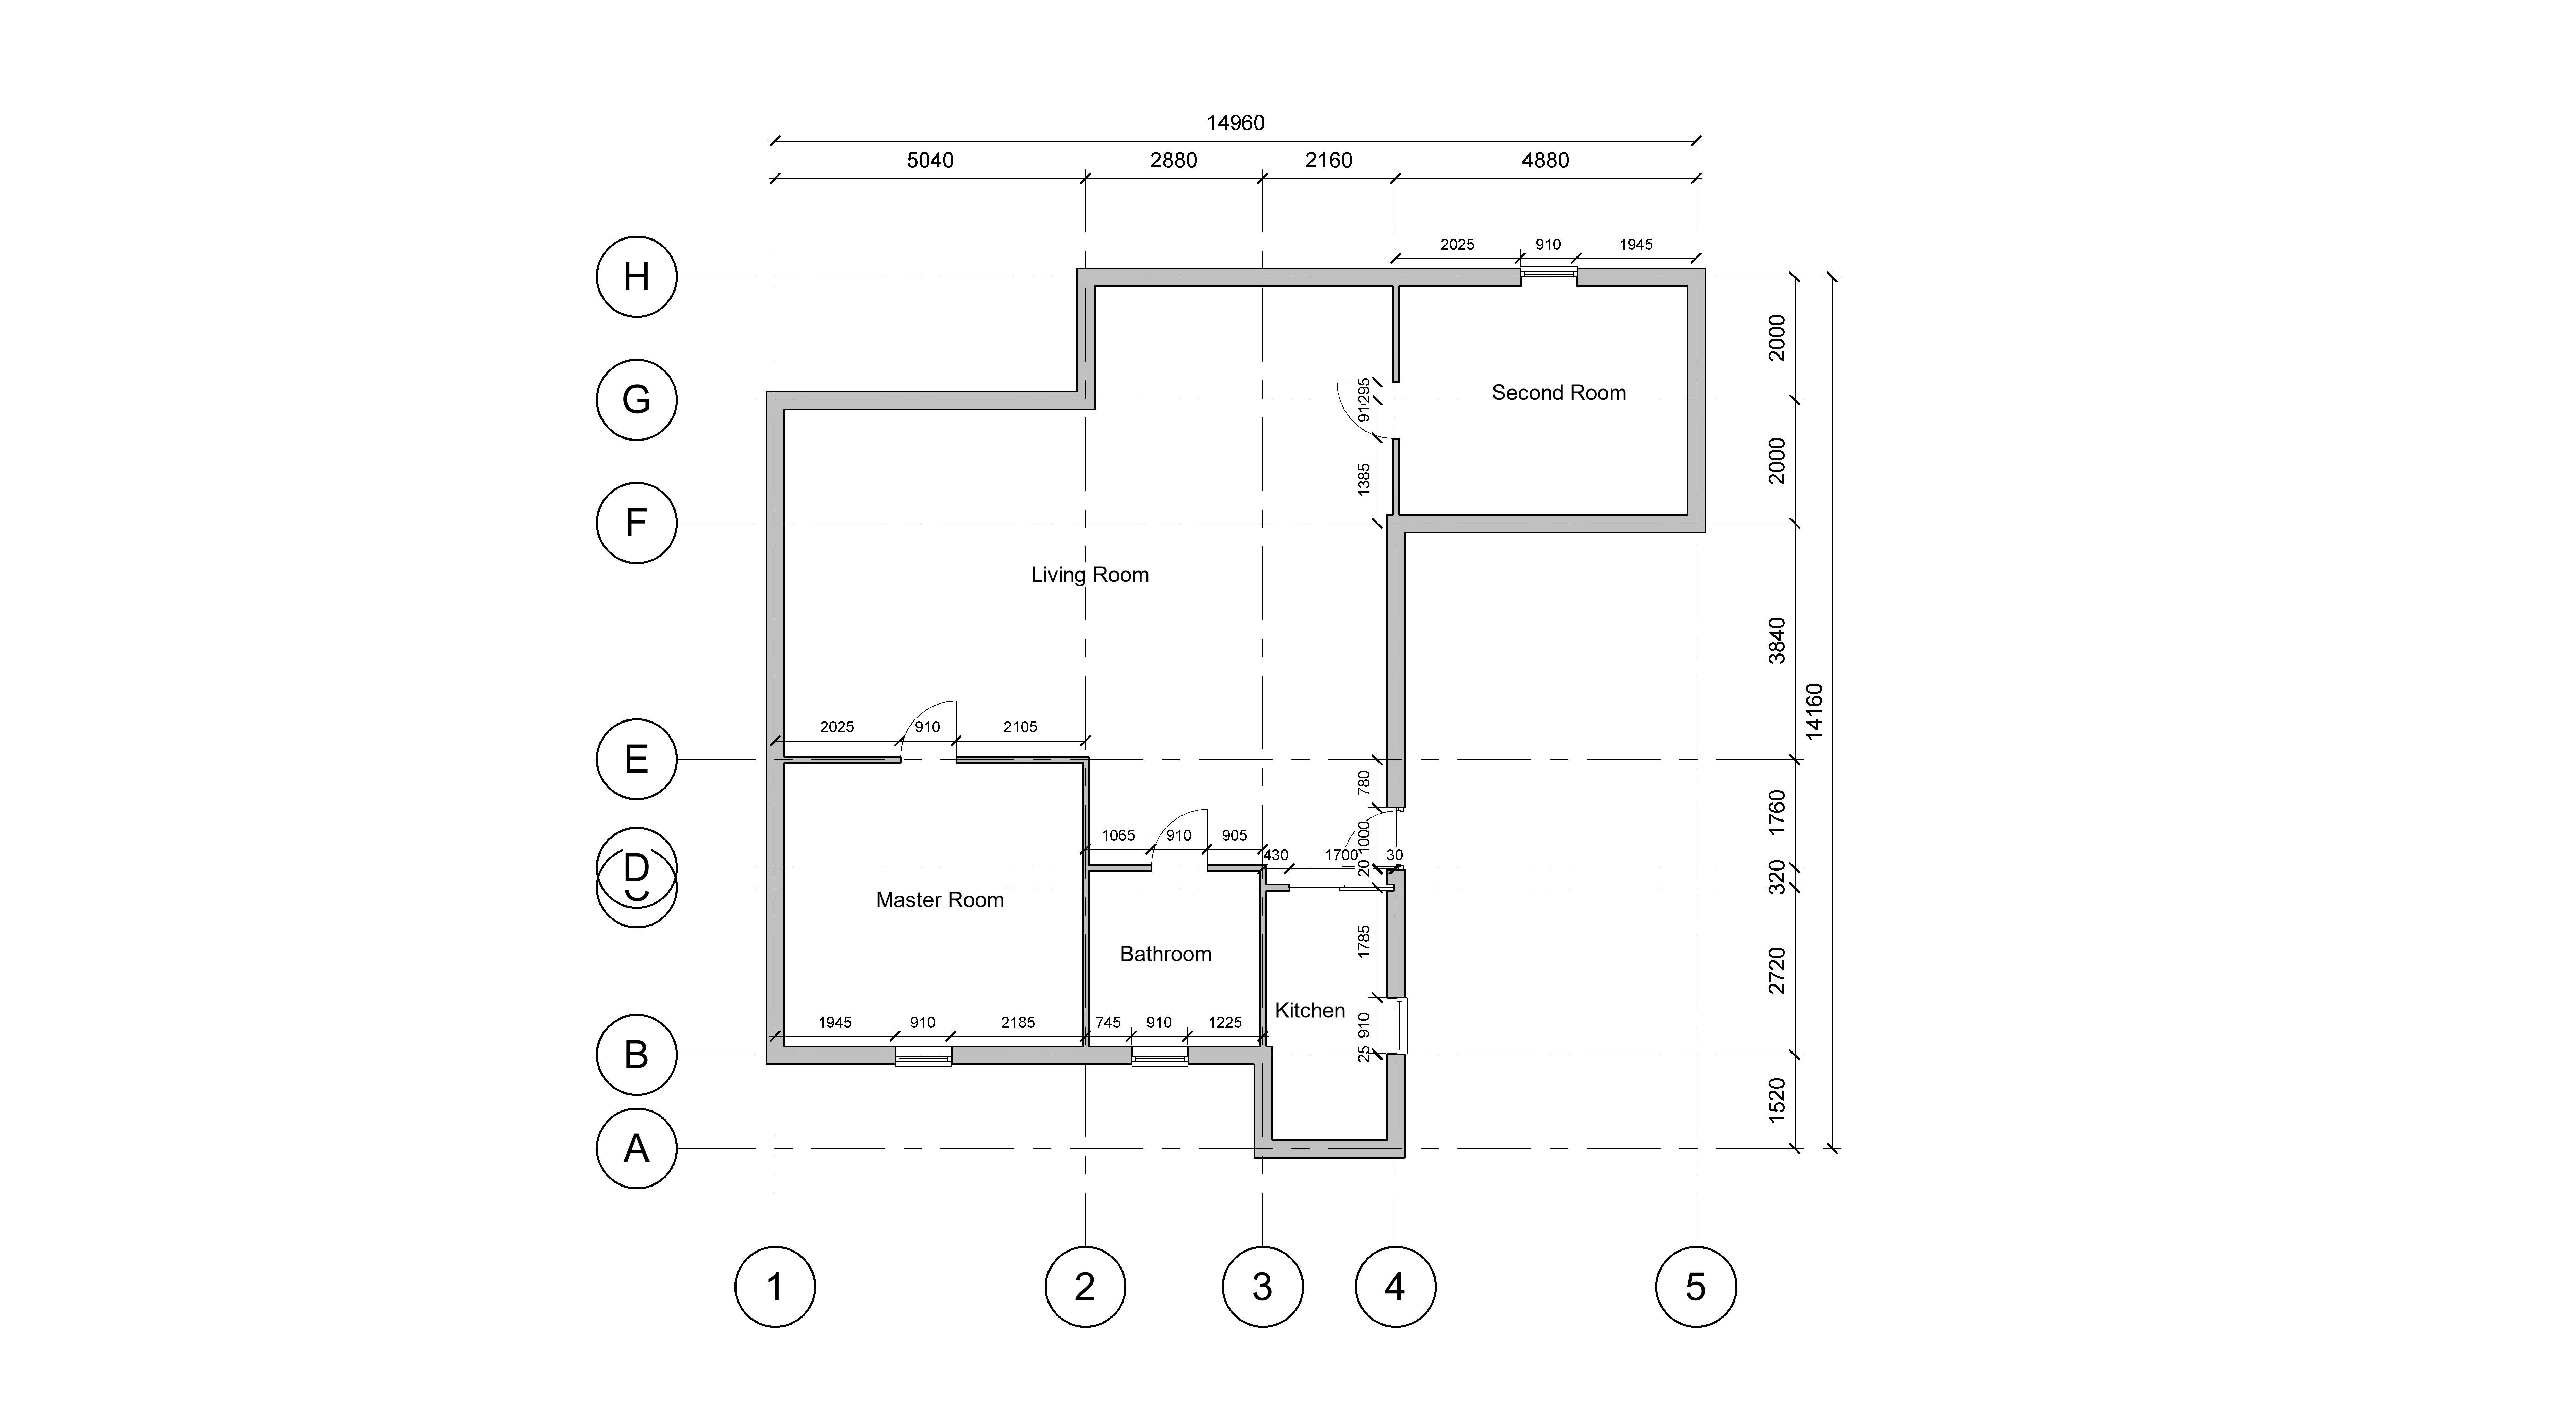 14960
5040 2880 2160 4880
2025 910 1945
H
2000
G
295
910
Second Room
2000
1385
F
Living Room
3840
14160
2025 910 2105
E
780
1760
1065 910 905
1000
430 1700 30
20
D
320
C
Master Room
1785
Bathroom
2720
Kitchen
1945 910 2185 745 910 1225
910
25
B
1520
A
1 2 3 4 5